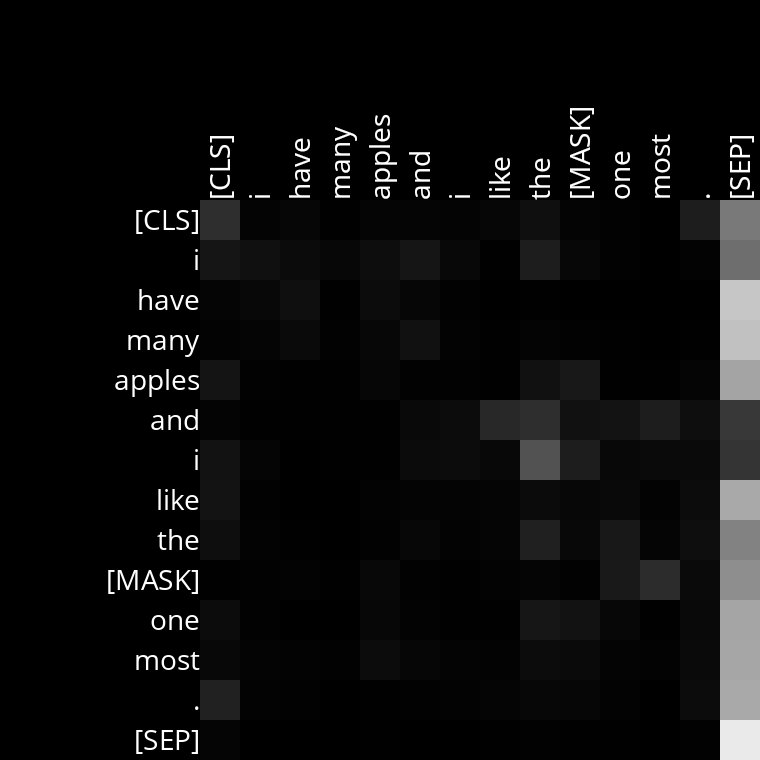 [CLS] i have many apples and i like the [MASK] one most . [SEP]
[CLS]
i
have
many
apples
and
i
like
the
[MASK]
one
most
.
[SEP]